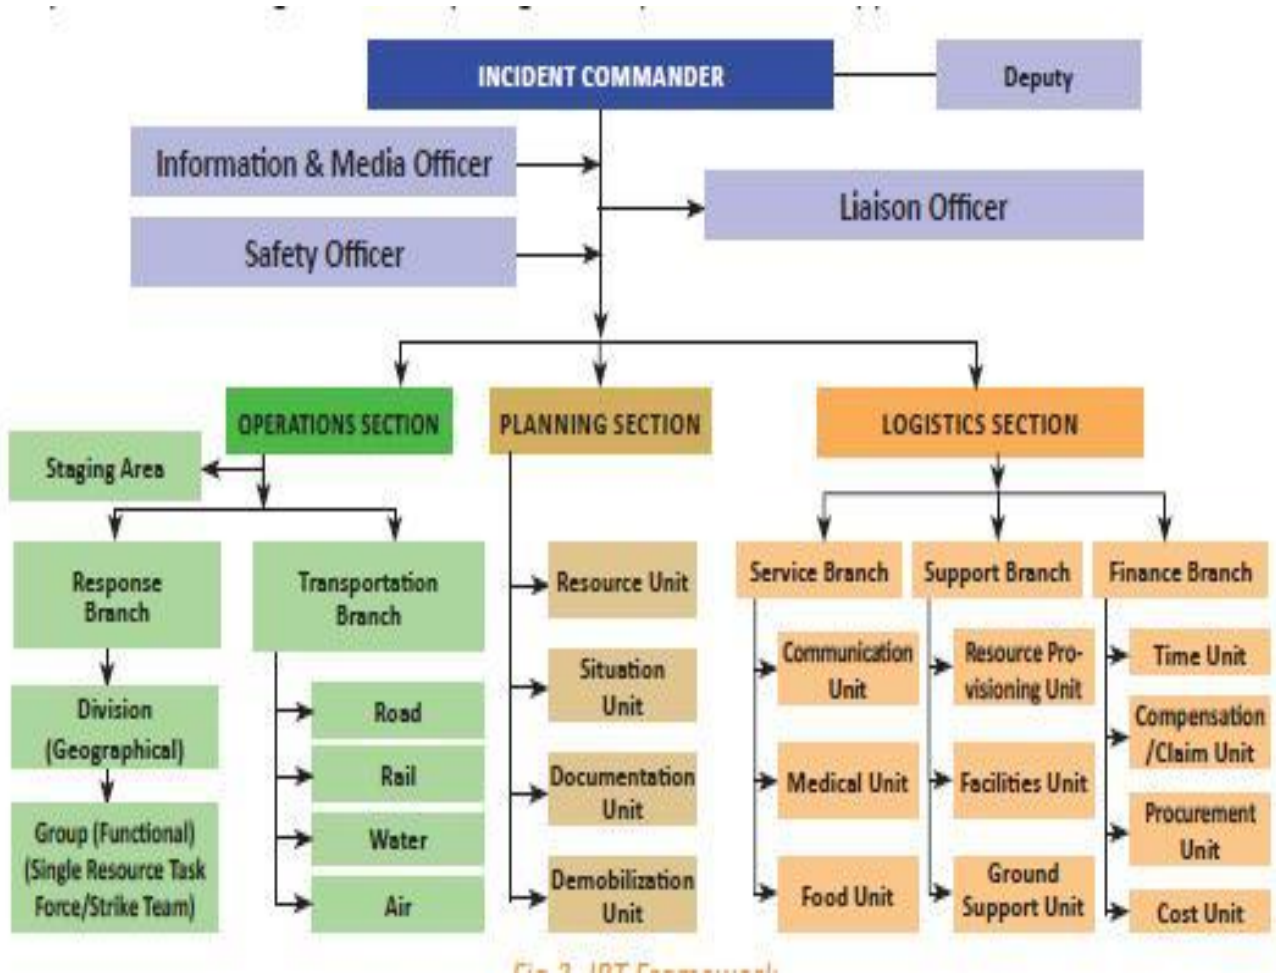 INCIDENT COMMANDER
Deputy
Information & Media Officer
Liaison Officer
Safety Officer
OPERATIONS SECTION
PLANNING SECTION
LOGISTICS SECTION
Staging Area
Response
Branch
Transportation
Branch
Division
(Geographical)
Group (Functional)
(Single Resource Task
Force/Strike Team)
Road
Rail
Water
Air
Resource Unit
Situation
Unit
Documentation
Unit
Demobilization
Unit
Service Branch
Support Branch
Finance Branch
Communication
Unit
Medical Unit
Food Unit
Resource Pro-
visioning Unit
Facilities Unit
Ground
Support Unit
Time Unit
Compensation
/Claim Unit
Procurement
Unit
Cost Unit
Framework